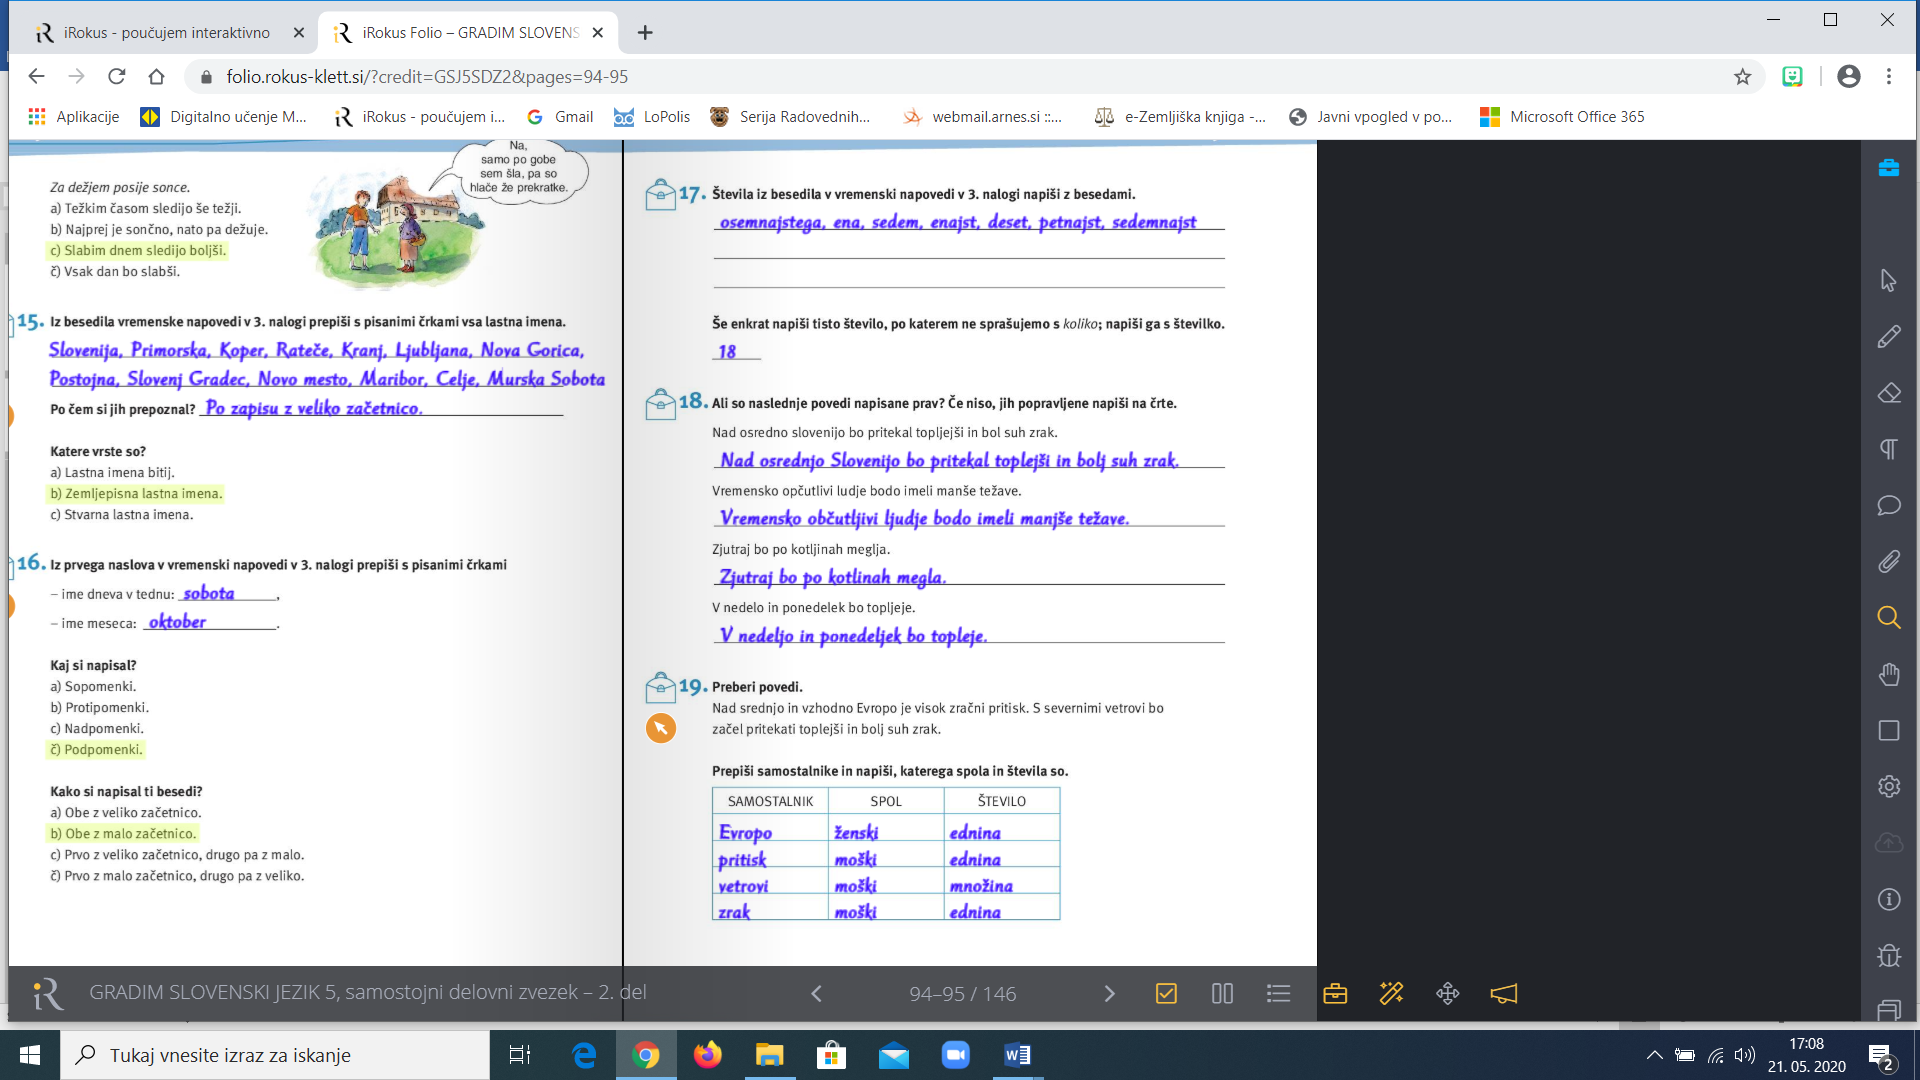 iRokus - poučujem interaktivno
iRokus Folio – GRADIM SLOVENS
folio.rokus-klett.si/?credit=GSJ5SDZ2&pages=94-95
Aplikacije
Digitalno učenje M...
iRokus - poučujem i...
Gmail
LoPolis
Serija Radovednih...
webmail.arnes.si ::...
e-Zemljiška knjiga -...
Javni vpogled v po...
Microsoft Office 365
Na,
samo po gobe
sem šla, pa so
hlače že prekratke.
Za dežjem posije sonce.
a) Težkim časom sledijo še težji.
b) Najprej je sončno, nato pa dežuje.
c) Slabim dnem sledijo boljši.
č) Vsak dan bo slabši.
15. Iz besedila vremenske napovedi v 3. nalogi prepiši s pisanimi črkami vsa lastna imena.
Slovenija, Primorska, Koper, Rateče, Kranj, Ljubljana, Nova Gorica,
Postojna, Slovenj Gradec, Novo mesto, Maribor, Celje, Murska Sobota
Po čem si jih prepoznal? Po zapisu z veliko začetnico.
Katere vrste so?
a) Lastna imena bitij.
b) Zemljepisna lastna imena.
c) Stvarna lastna imena.
16. Iz prvega naslova v vremenski napovedi v 3. nalogi prepiši s pisanimi črkami
– ime dneva v tednu: sobota,
– ime meseca: oktober.
Kaj si napisal?
a) Sopomenki.
b) Protipomenki.
c) Nadpomenki.
č) Podpomenki.
Kako si napisal ti besedi?
a) Obe z veliko začetnico.
b) Obe z malo začetnico.
c) Prvo z veliko začetnico, drugo pa z malo.
č) Prvo z malo začetnico, drugo pa z veliko.
17. Števila iz besedila v vremenski napovedi v 3. nalogi napiši z besedami.
osemnajstega, ena, sedem, enajst, deset, petnajst, sedemnajst
Še enkrat napiši tisto število, po katerem ne sprašujemo s koliko; napiši ga s številko.
18
18. Ali so naslednje povedi napisane prav? Če niso, jih popravljene napiši na črte.
Nad osredno slovenijo bo pritekal topljejši in bol suh zrak.
Nad osrednjo Slovenijo bo pritekal toplejši in bolj suh zrak.
Vremensko opčutlivi ludje bodo imeli manše težave.
Vremensko občutljivi ljudje bodo imeli manjše težave.
Zjutraj bo po kotljinah meglja.
Zjutraj bo po kotlinah megla.
V nedelo in ponedelek bo topljeje.
V nedeljo in ponedeljek bo topleje.
19. Preberi povedi.
Nad srednjo in vzhodno Evropo je visok zračni pritisk. S severnimi vetrovi bo
začel pritekati toplejši in bolj suh zrak.
Prepiši samostalnike in napiši, katerega spola in števila so.
SAMOSTALNIK SPOL ŠTEVILO
Evropo ženski ednina
pritisk moški ednina
vetrovi moški množina
zrak moški ednina
GRADIM SLOVENSKI JEZIK 5, samostojni delovni zvezek – 2. del
94–95 / 146
Tukaj vnesite izraz za iskanje
17:08
21. 05. 2020
2